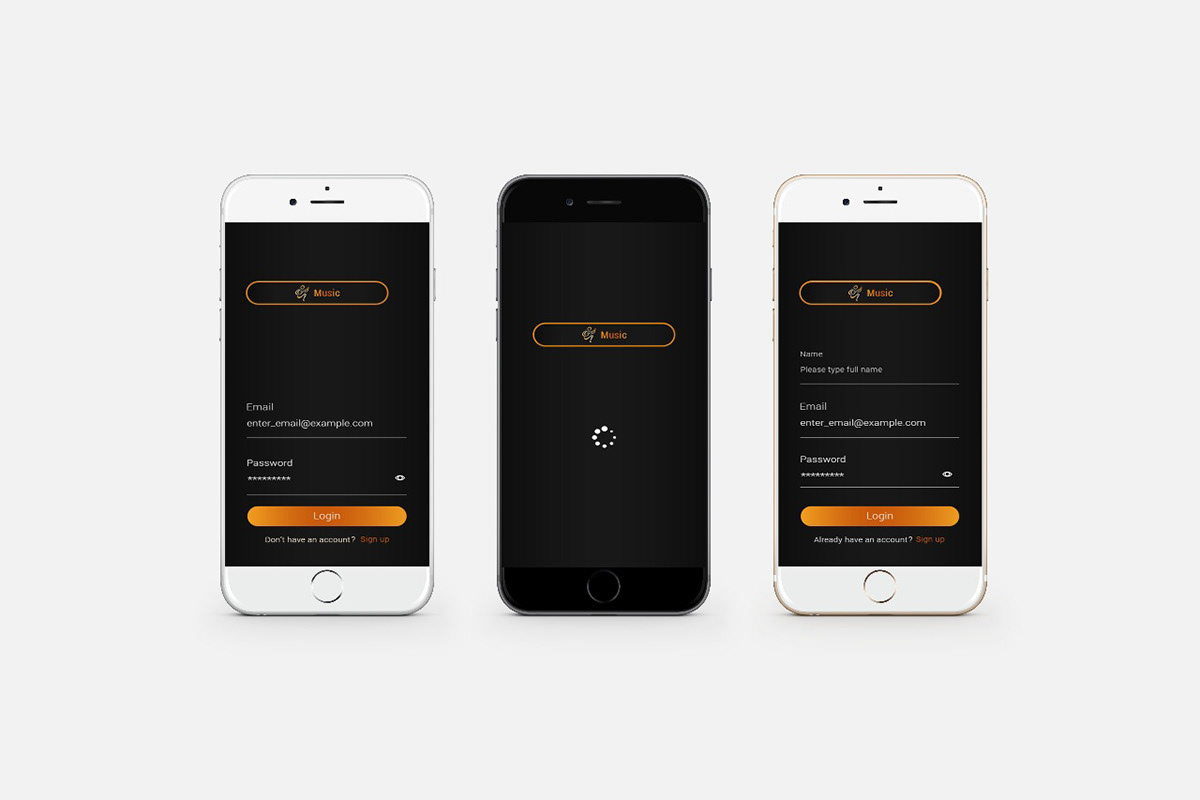 Music
Email
enter_email@example.com
Password
*********
Login
Don't have an account? Sign up
Music
Music
Name
Please type full name
Email
enter_email@example.com
Password
*********
Login
Already have an account? Sign up